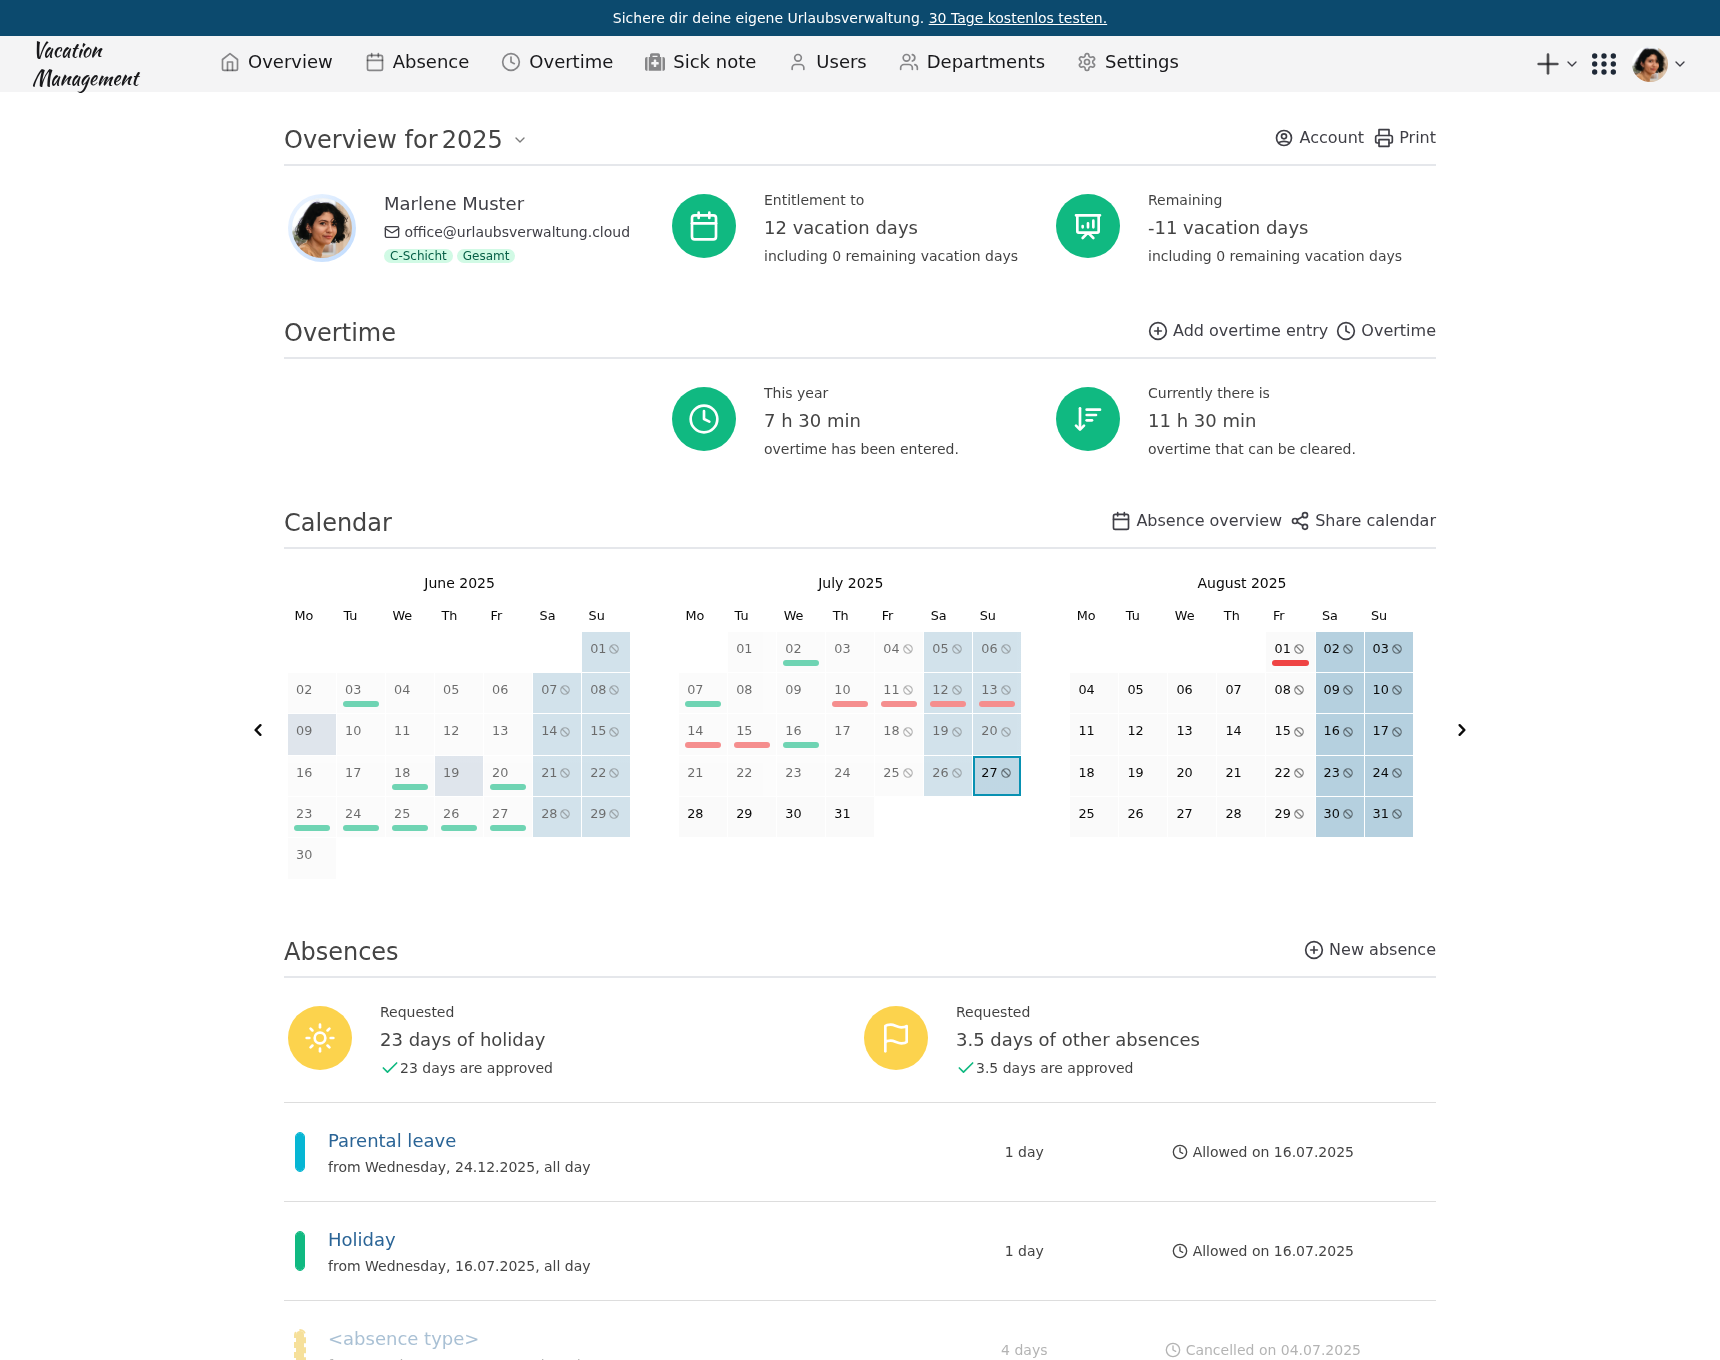 Sichere dir deine eigene Urlaubsverwaltung. 30 Tage kostenlos testen.
Vacation Management
Overview Absence Overtime Sick note Users Departments Settings
Overview for 2025
Account Print
Marlene Muster
office@urlaubsverwaltung.cloud
C-Schicht Gesamt
Entitlement to
12 vacation days
including 0 remaining vacation days
Remaining
-11 vacation days
including 0 remaining vacation days
Overtime
Add overtime entry Overtime
This year
7 h 30 min
overtime has been entered.
Currently there is
11 h 30 min
overtime that can be cleared.
Calendar
Absence overview Share calendar
June 2025
Mo Tu We Th Fr Sa Su
01
02 03 04 05 06 07 08
09 10 11 12 13 14 15
16 17 18 19 20 21 22
23 24 25 26 27 28 29
30
July 2025
Mo Tu We Th Fr Sa Su
01 02 03 04 05 06
07 08 09 10 11 12 13
14 15 16 17 18 19 20
21 22 23 24 25 26 27
28 29 30 31
August 2025
Mo Tu We Th Fr Sa Su
01 02 03
04 05 06 07 08 09 10
11 12 13 14 15 16 17
18 19 20 21 22 23 24
25 26 27 28 29 30 31
Absences
New absence
Requested
23 days of holiday
23 days are approved
Requested
3.5 days of other absences
3.5 days are approved
Parental leave
from Wednesday, 24.12.2025, all day
1 day
Allowed on 16.07.2025
Holiday
from Wednesday, 16.07.2025, all day
1 day
Allowed on 16.07.2025
<absence type>
4 days
Cancelled on 04.07.2025